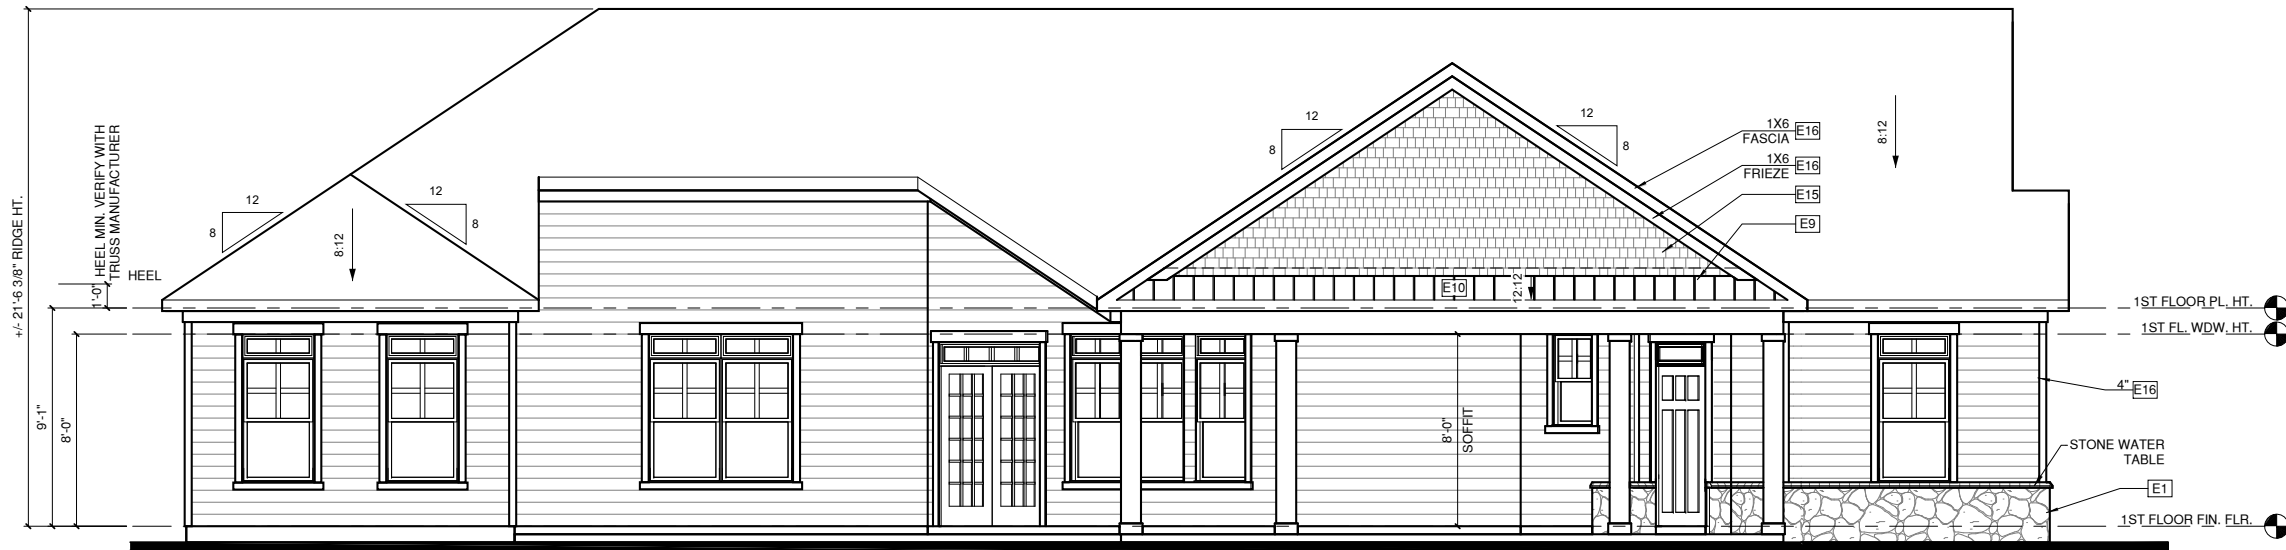 +/- 21'-6 3/8" RIDGE HT.
1'-0" HEEL MIN. VERIFY WITH
TRUSS MANUFACTURER
HEEL
9'-1"
8'-0"
12
8
12
8
8:12
12
8
12
8
8:12
1X6
FASCIA
E16
1X6
FRIEZE
E16
E15
E9
E10
12:12
8'-0"
SOFFIT
1ST FLOOR PL. HT.
1ST FL. WDW. HT.
4"
E16
STONE WATER
TABLE
E1
1ST FLOOR FIN. FLR.